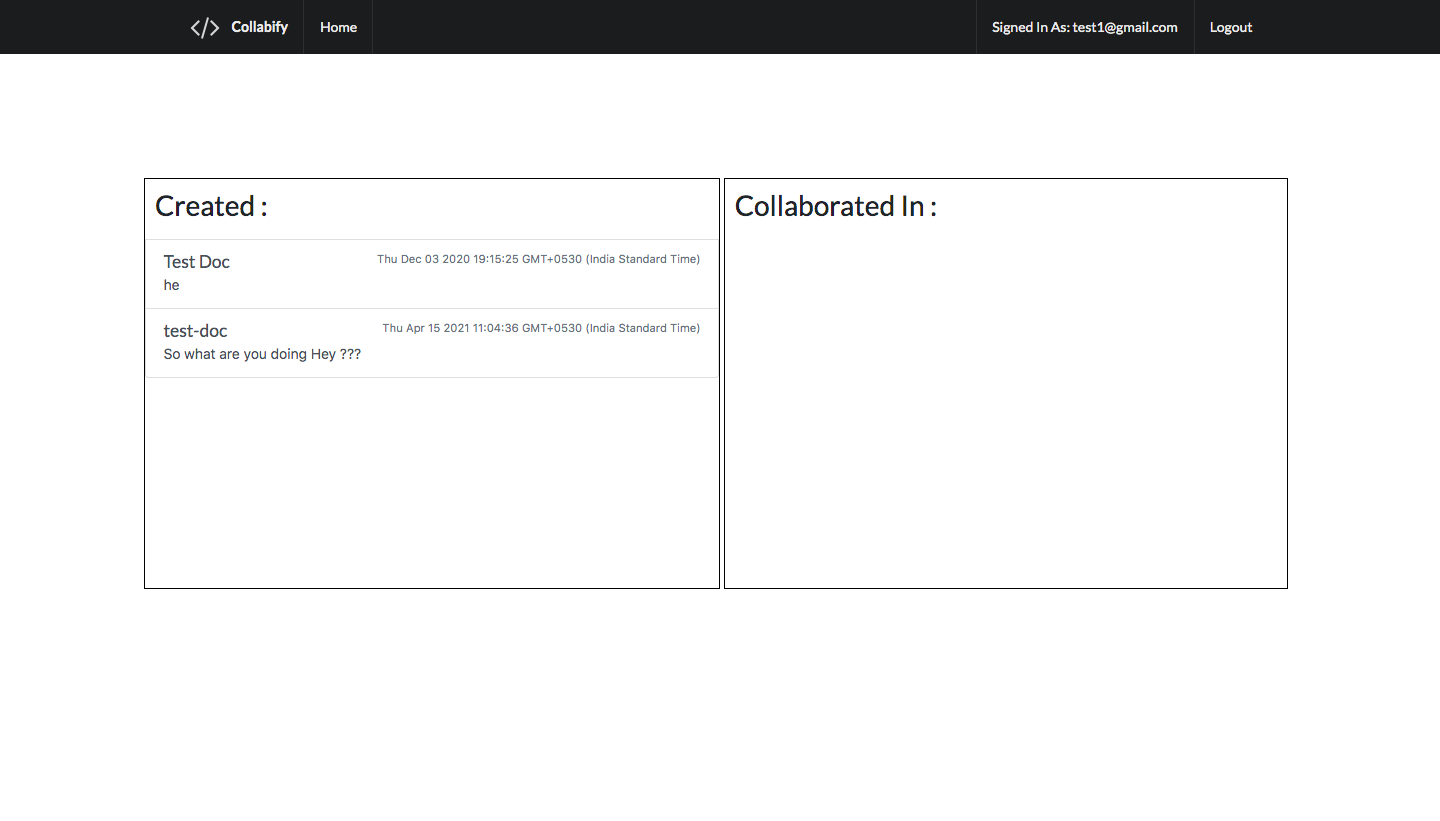 </> Collabify Home Signed In As: test1@gmail.com Logout
Created :
Test Doc Thu Dec 03 2020 19:15:25 GMT+0530 (India Standard Time)
he
test-doc Thu Apr 15 2021 11:04:36 GMT+0530 (India Standard Time)
So what are you doing Hey ???
Collaborated In :